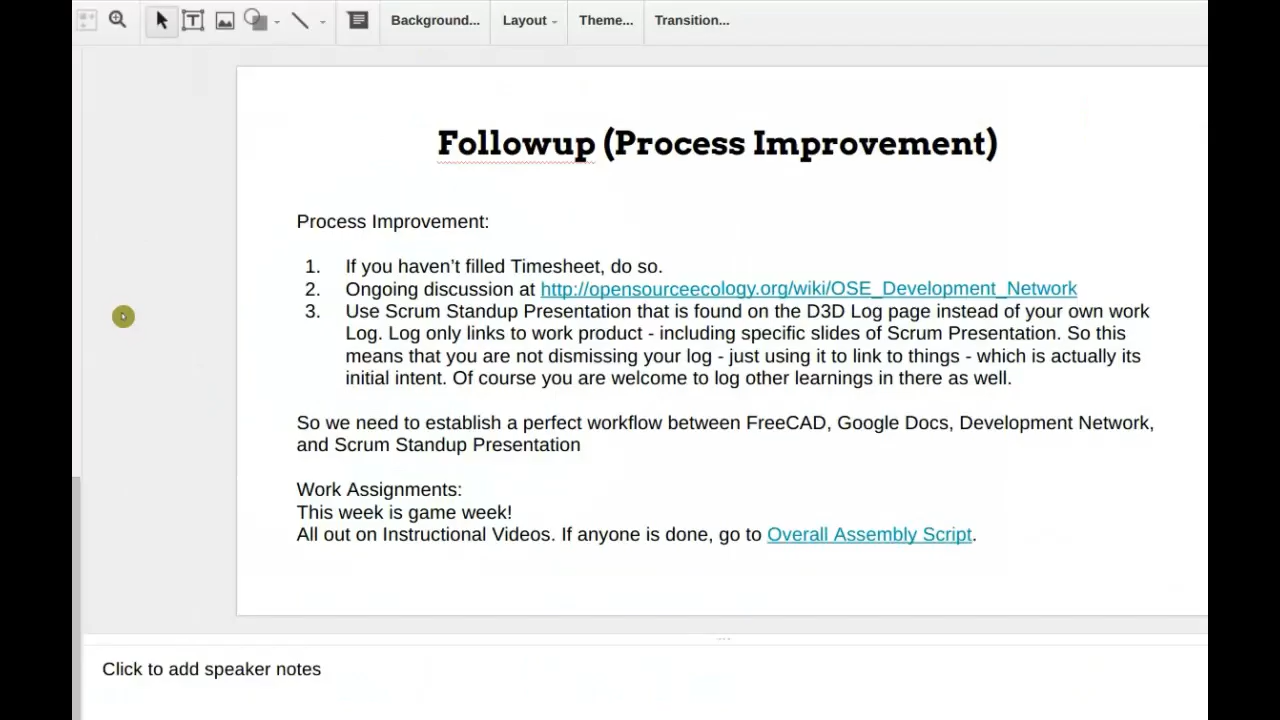 Background...
Layout
Theme...
Transition...
Followup (Process Improvement)
Process Improvement:
1. If you haven’t filled Timesheet, do so.
2. Ongoing discussion at http://opensourceecology.org/wiki/OSE_Development_Network
3. Use Scrum Standup Presentation that is found on the D3D Log page instead of your own work
Log. Log only links to work product - including specific slides of Scrum Presentation. So this
means that you are not dismissing your log - just using it to link to things - which is actually its
initial intent. Of course you are welcome to log other learnings in there as well.
So we need to establish a perfect workflow between FreeCAD, Google Docs, Development Network,
and Scrum Standup Presentation
Work Assignments:
This week is game week!
All out on Instructional Videos. If anyone is done, go to Overall Assembly Script.
Click to add speaker notes